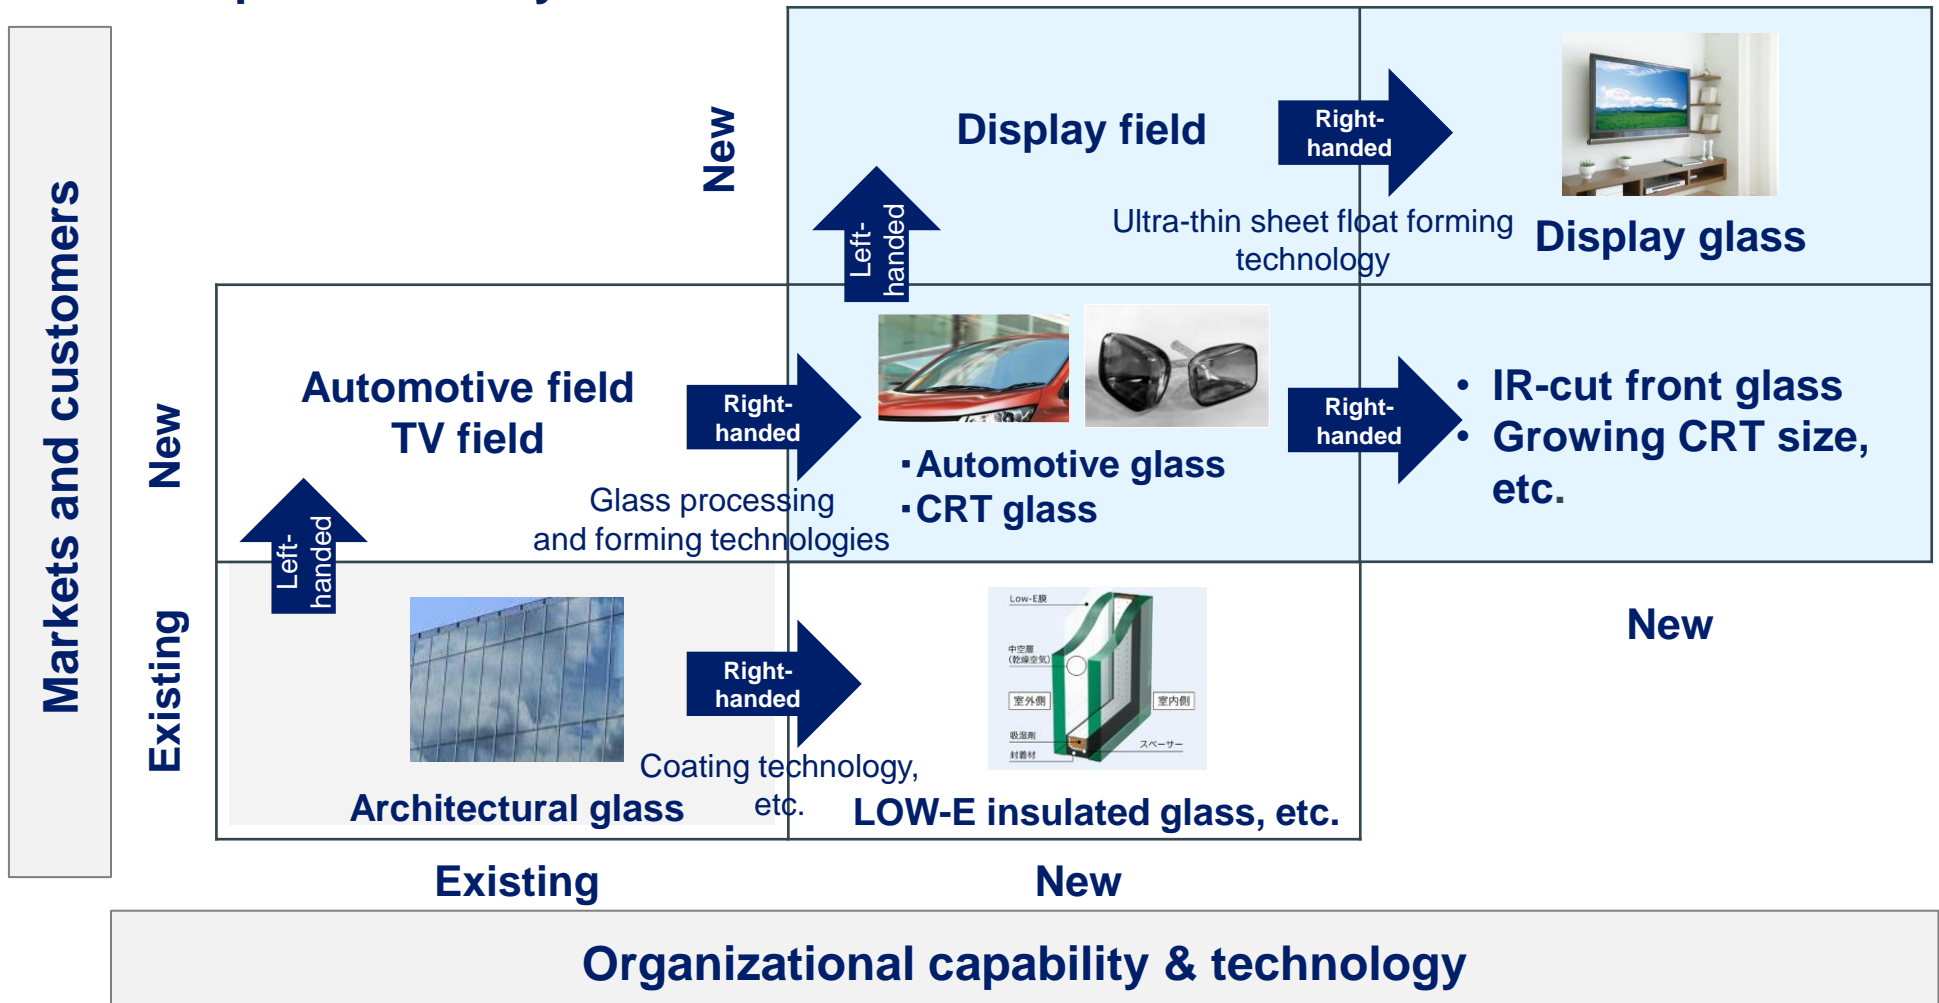 Markets and customers
New
Display field
Right-
handed
Ultra-thin sheet float forming
technology
Display glass
Left-
handed
New
Automotive field
TV field
Right-
handed
Glass processing
and forming technologies
・Automotive glass
・CRT glass
Right-
handed
• IR-cut front glass
• Growing CRT size,
etc.
Left-
handed
Existing
Architectural glass
Right-
handed
Coating technology,
etc.
Low-E膜
中空層
(乾燥空気)
室外側
室内側
吸湿剤
スペーサー
封着材
LOW-E insulated glass, etc.
New
Existing
New
Organizational capability & technology